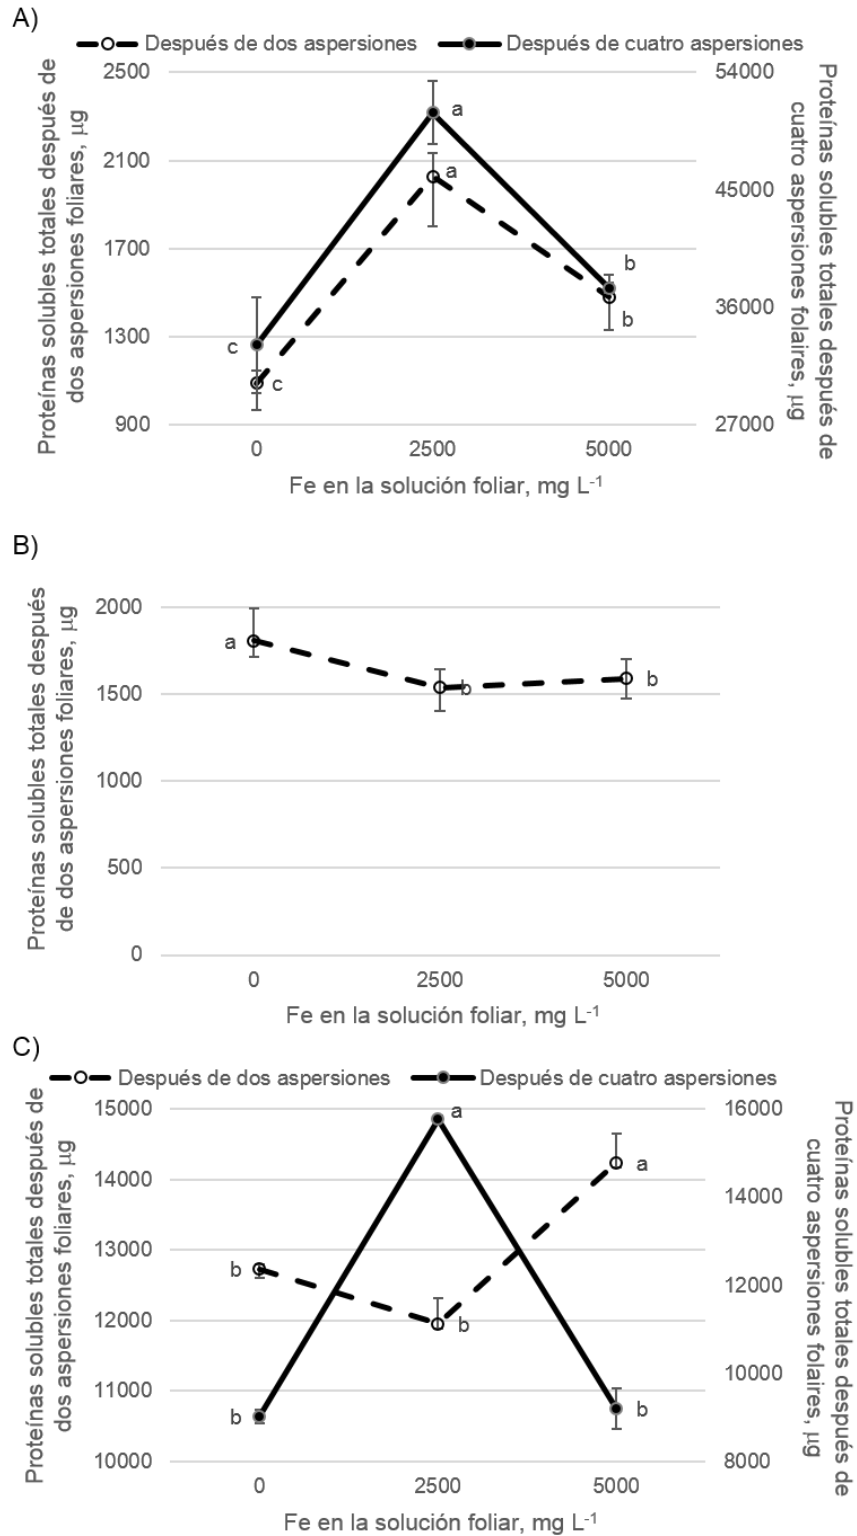 A)
Después de dos aspersiones
Después de cuatro aspersiones
Proteínas solubles totales después de
dos aspersiones foliares, µg
2500
2100
1700
1300
900
54000
45000
36000
27000
Proteínas solubles totales después de
cuatro aspersiones folaires, µg
a
a
b
b
c
c
0
2500
5000
Fe en la solución foliar, mg L⁻¹
B)
Proteínas solubles totales después
de dos aspersiones foliares, µg
2000
1500
1000
500
0
a
b
b
0
2500
5000
Fe en la solución foliar, mg L⁻¹
C)
Después de dos aspersiones
Después de cuatro aspersiones
Proteínas solubles totales después de
dos aspersiones foliares, µg
15000
14000
13000
12000
11000
10000
16000
14000
12000
10000
8000
Proteínas solubles totales después de
cuatro aspersiones folaires, µg
a
a
b
b
b
b
0
2500
5000
Fe en la solución foliar, mg L⁻¹